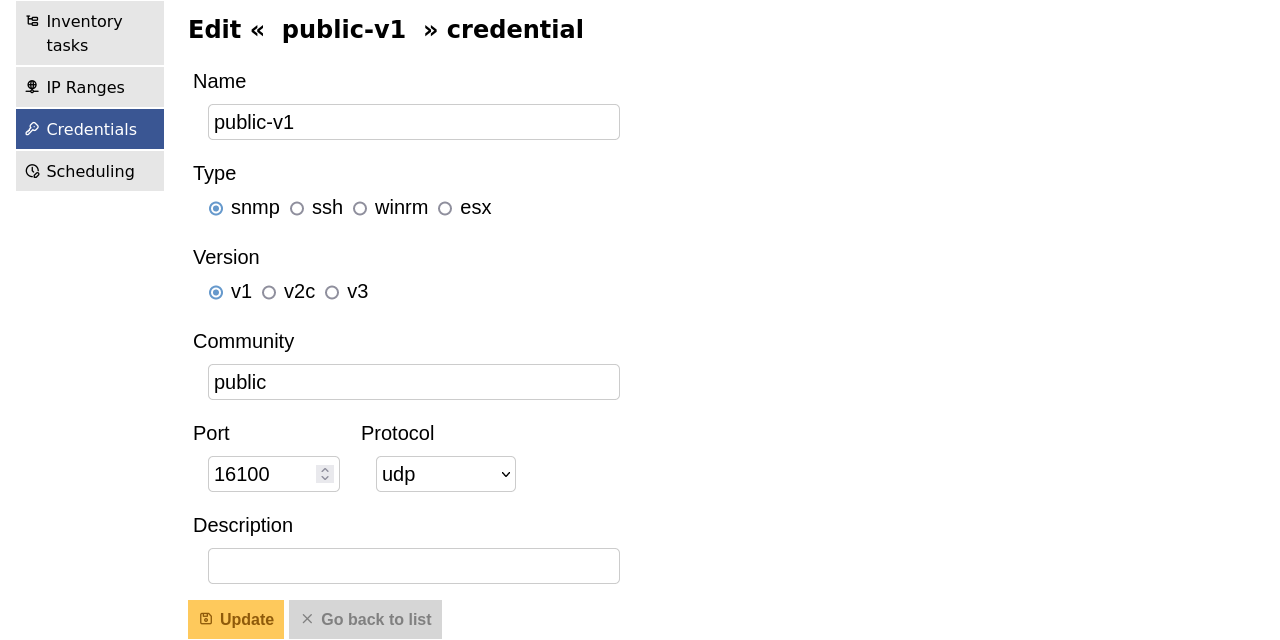 Inventory
tasks
IP Ranges
Credentials
Scheduling
Edit «  public-v1  » credential
Name
public-v1
Type
snmp ssh winrm esx
Version
v1 v2c v3
Community
public
Port Protocol
16100 udp
Description
Update Go back to list